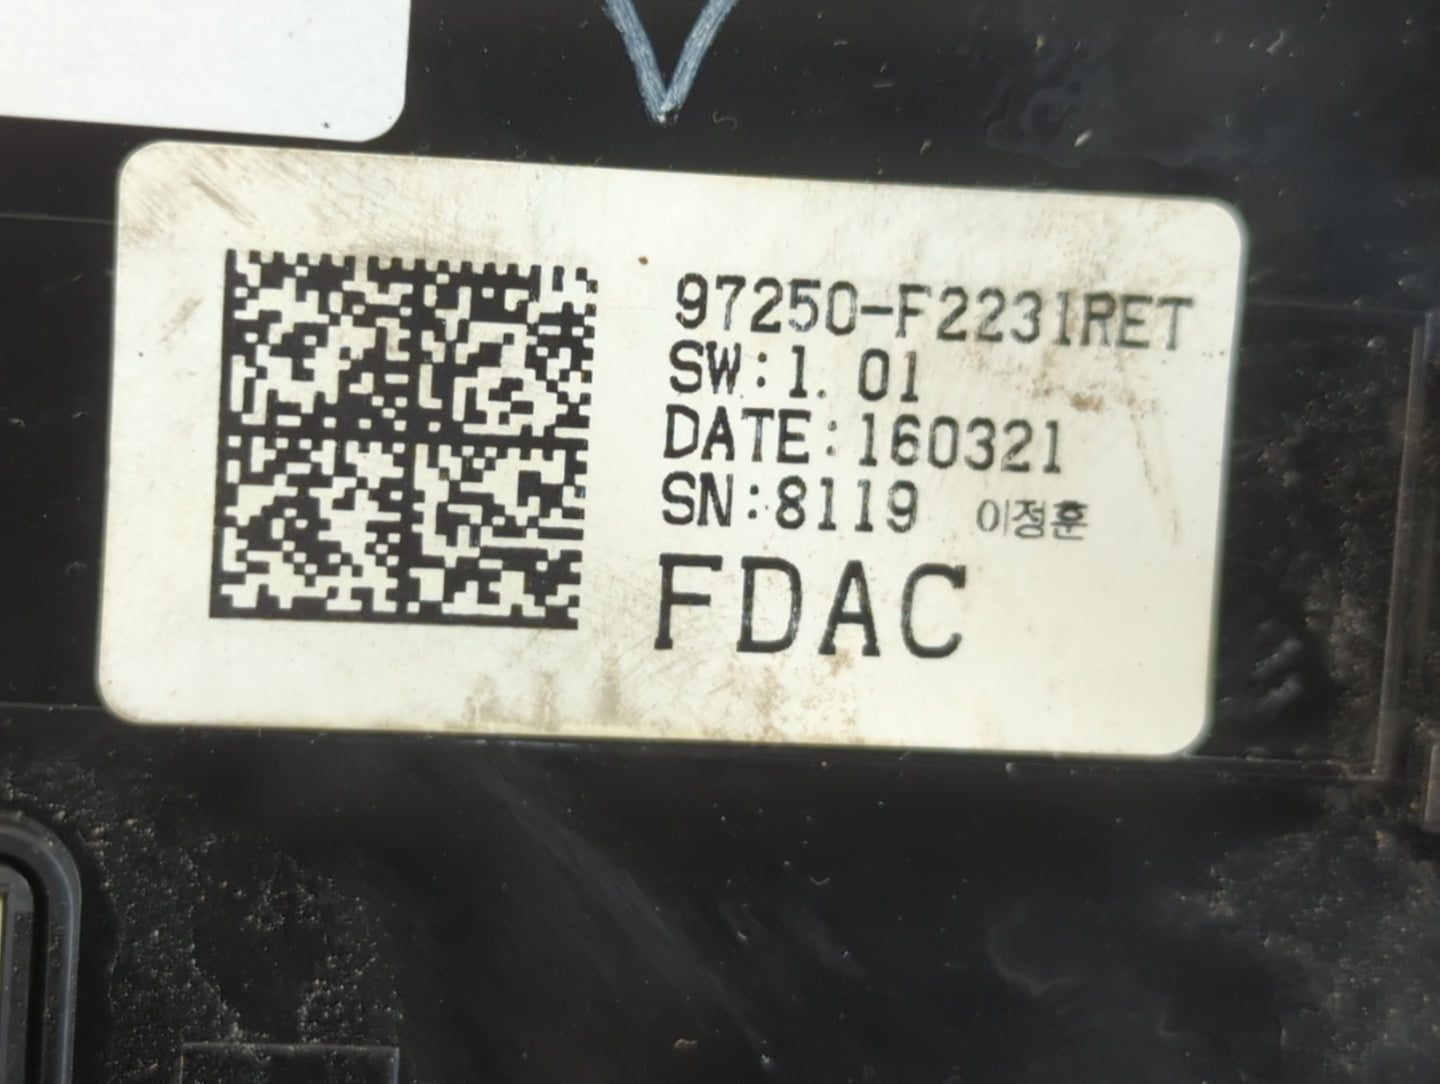 97250-F2231RET
SW:1. 01
DATE:160321
SN:8119 이정훈
FDAC